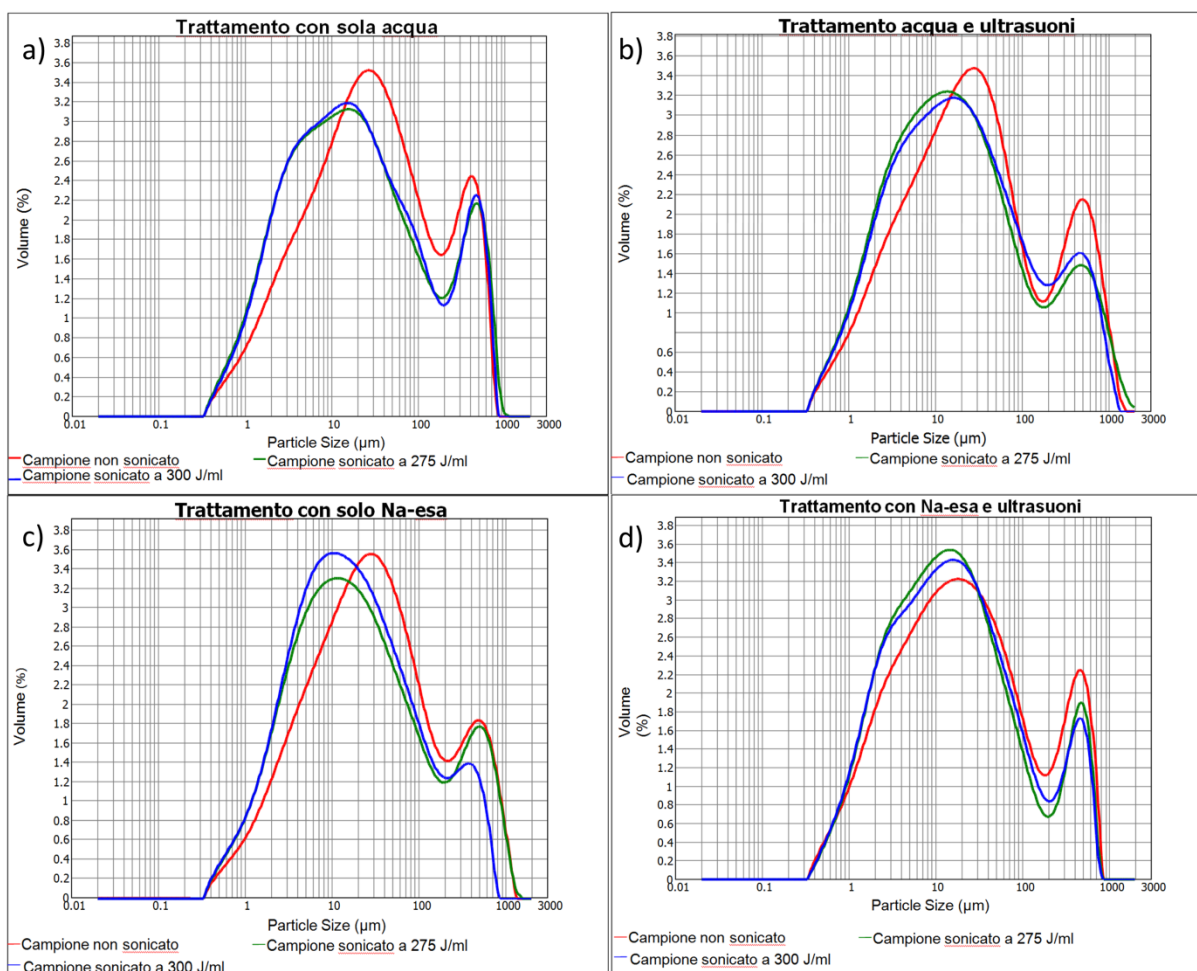 a)
Trattamento con sola acqua
3.8
3.6
3.4
3.2
3
2.8
2.6
2.4
2.2
2
1.8
1.6
1.4
1.2
1
0.8
0.6
0.4
0.2
0
Volume (%)
0.01 0.1 1 10 100 1000 3000
Particle Size (µm)
Campione non sonicato
Campione sonicato a 275 J/ml
Campione sonicato a 300 J/ml
b)
Trattamento acqua e ultrasuoni
3.8
3.6
3.4
3.2
3
2.8
2.6
2.4
2.2
2
1.8
1.6
1.4
1.2
1
0.8
0.6
0.4
0.2
0
Volume (%)
0.01 0.1 1 10 100 1000 3000
Particle Size (µm)
Campione non sonicato
Campione sonicato a 275 J/ml
Campione sonicato a 300 J/ml
c)
Trattamento con solo Na-esa
3.8
3.6
3.4
3.2
3
2.8
2.6
2.4
2.2
2
1.8
1.6
1.4
1.2
1
0.8
0.6
0.4
0.2
0
Volume (%)
0.01 0.1 1 10 100 1000 3000
Particle Size (µm)
Campione non sonicato
Campione sonicato a 275 J/ml
Campione sonicato a 300 J/ml
d)
Trattamento con Na-esa e ultrasuoni
3.8
3.6
3.4
3.2
3
2.8
2.6
2.4
2.2
2
1.8
1.6
1.4
1.2
1
0.8
0.6
0.4
0.2
0
Volume
(%)
0.01 0.1 1 10 100 1000 3000
Particle Size (µm)
Campione non sonicato
Campione sonicato a 275 J/ml
Campione sonicato a 300 J/ml